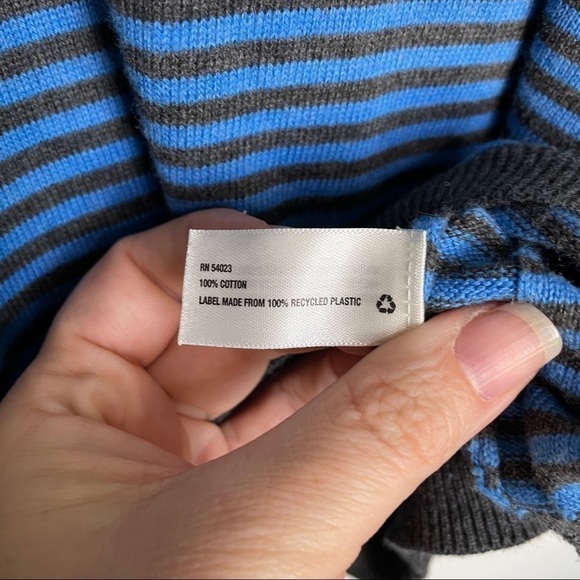 RN 54023
100% COTTON
LABEL MADE FROM 100% RECYCLED PLASTIC